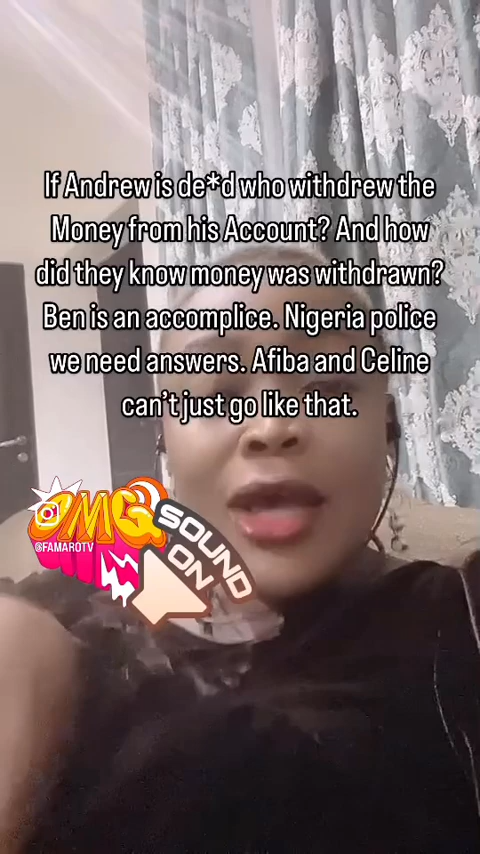 If Andrew is de*d who withdrew the
Money from his Account? And how
did they know money was withdrawn?
Ben is an accomplice. Nigeria police
we need answers. Afiba and Celine
can't just go like that.
OMG
@FAMAROTV
SOUND
ON